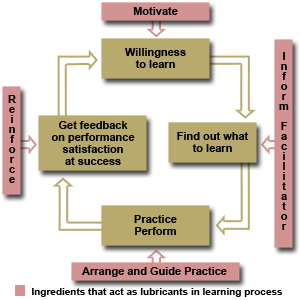 Motivate
Willingness
to learn
Reinforce
Get feedback
on performance
satisfaction
at success
Find out what
to learn
Inform Facilitator
Practice
Perform
Arrange and Guide Practice
Ingredients that act as lubricants in learning process